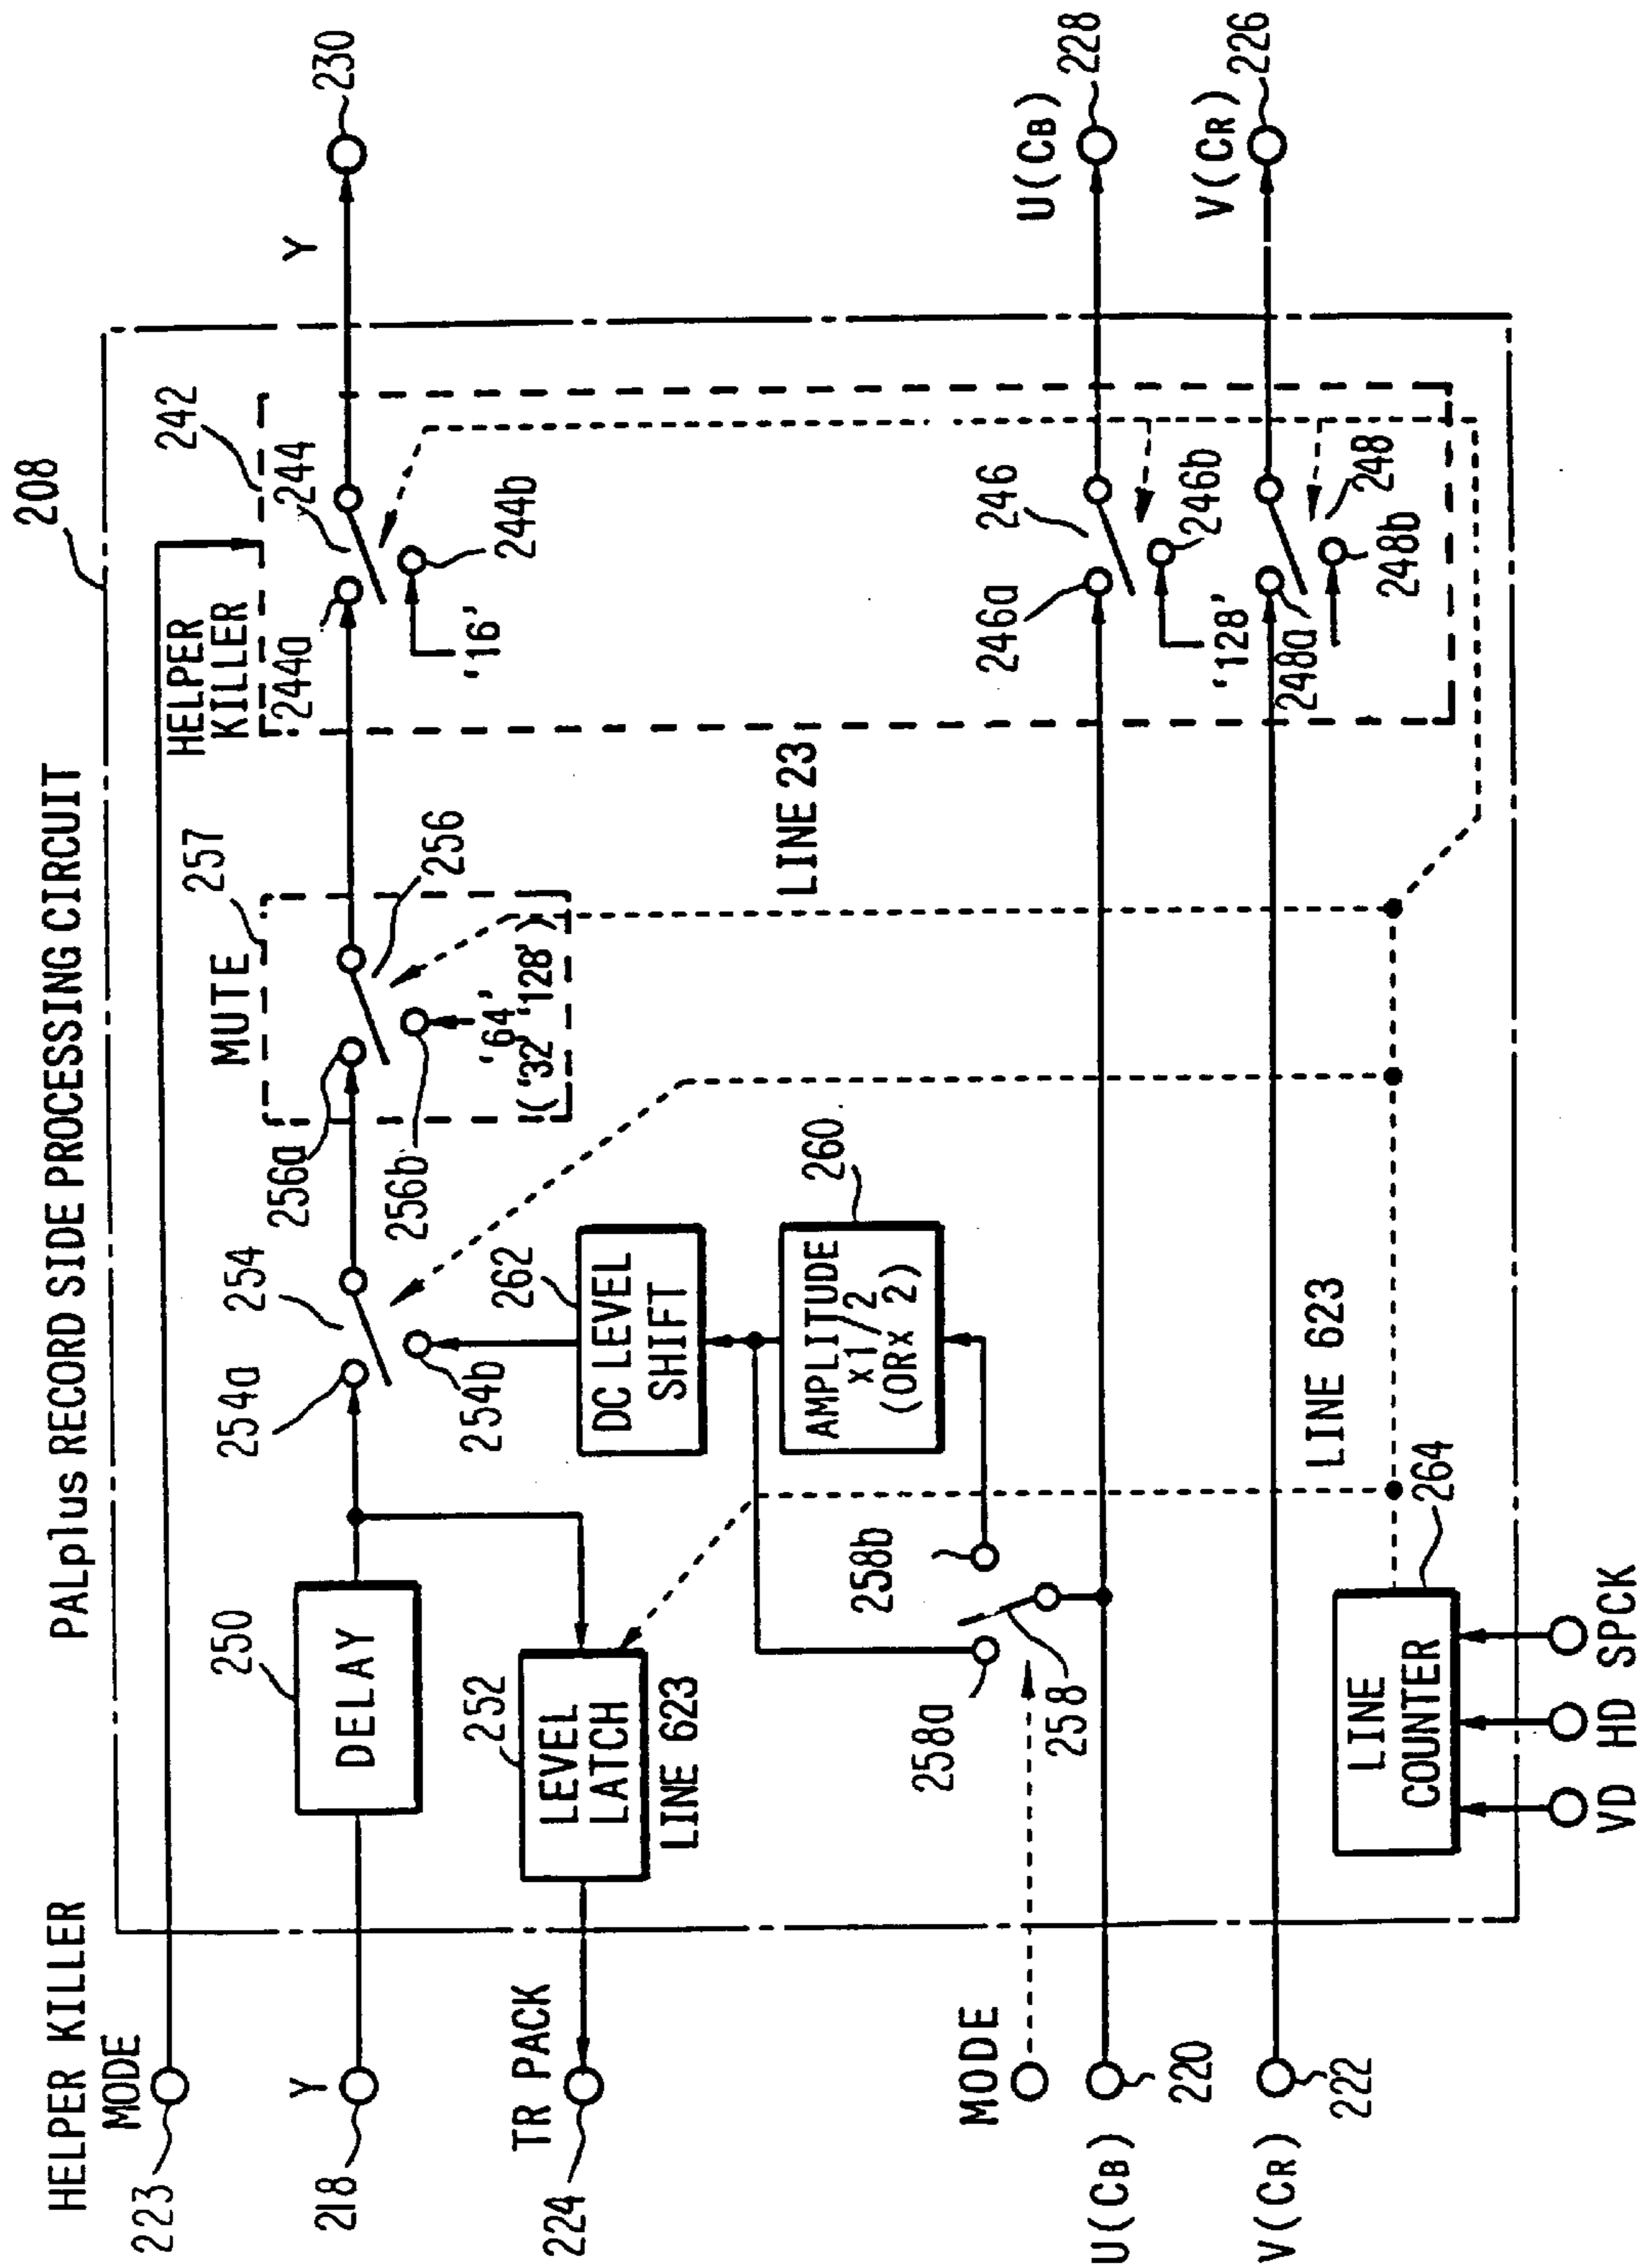 PALplus RECORD SIDE PROCESSING CIRCUIT
208
HELPER KILLER
MODE
223
HELPER
KILLER
242
244
244a
244b
'16'
Y
230
Y
218
DELAY
250
254a
254
254b
MUTE
257
256a
256
256b
'64'
('32' '128')
TR PACK
224
LEVEL
LATCH
252
LINE 623
DC LEVEL
SHIFT
262
AMPLITUDE
x1/2
(ORx 2)
260
LINE 23
MODE
258a
258b
258
U(CB)
220
246a
246
246b
'128'
U(CB)
228
V(CR)
222
248a
248
248b
V(CR)
226
LINE 623
264
LINE
COUNTER
VD HD SPCK